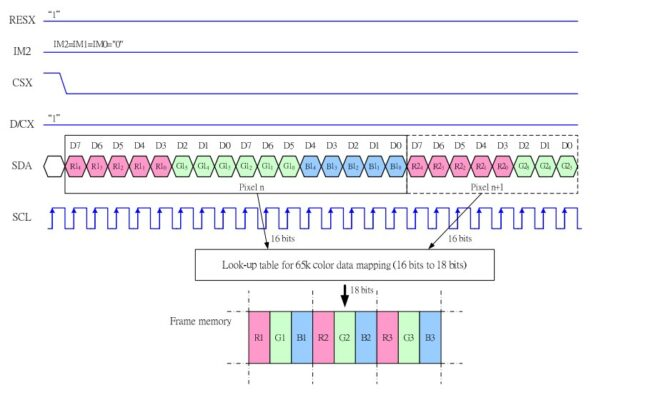 RESX "1"
IM2 IM2=IM1=IM0="0"
CSX
D/CX "1"
D7 D6 D5 D4 D3 D2 D1 D0 D7 D6 D5 D4 D3 D2 D1 D0 D7 D6 D5 D4 D3 D2 D1 D0
SDA R14 R13 R12 R11 R10 G15 G14 G13 G12 G11 G10 B14 B13 B12 B11 B10 R24 R23 R22 R21 R20 G25 G24 G23
Pixel n Pixel n+1
SCL
16 bits 16 bits
Look-up table for 65k color data mapping (16 bits to 18 bits)
18 bits
Frame memory
R1 G1 B1 R2 G2 B2 R3 G3 B3